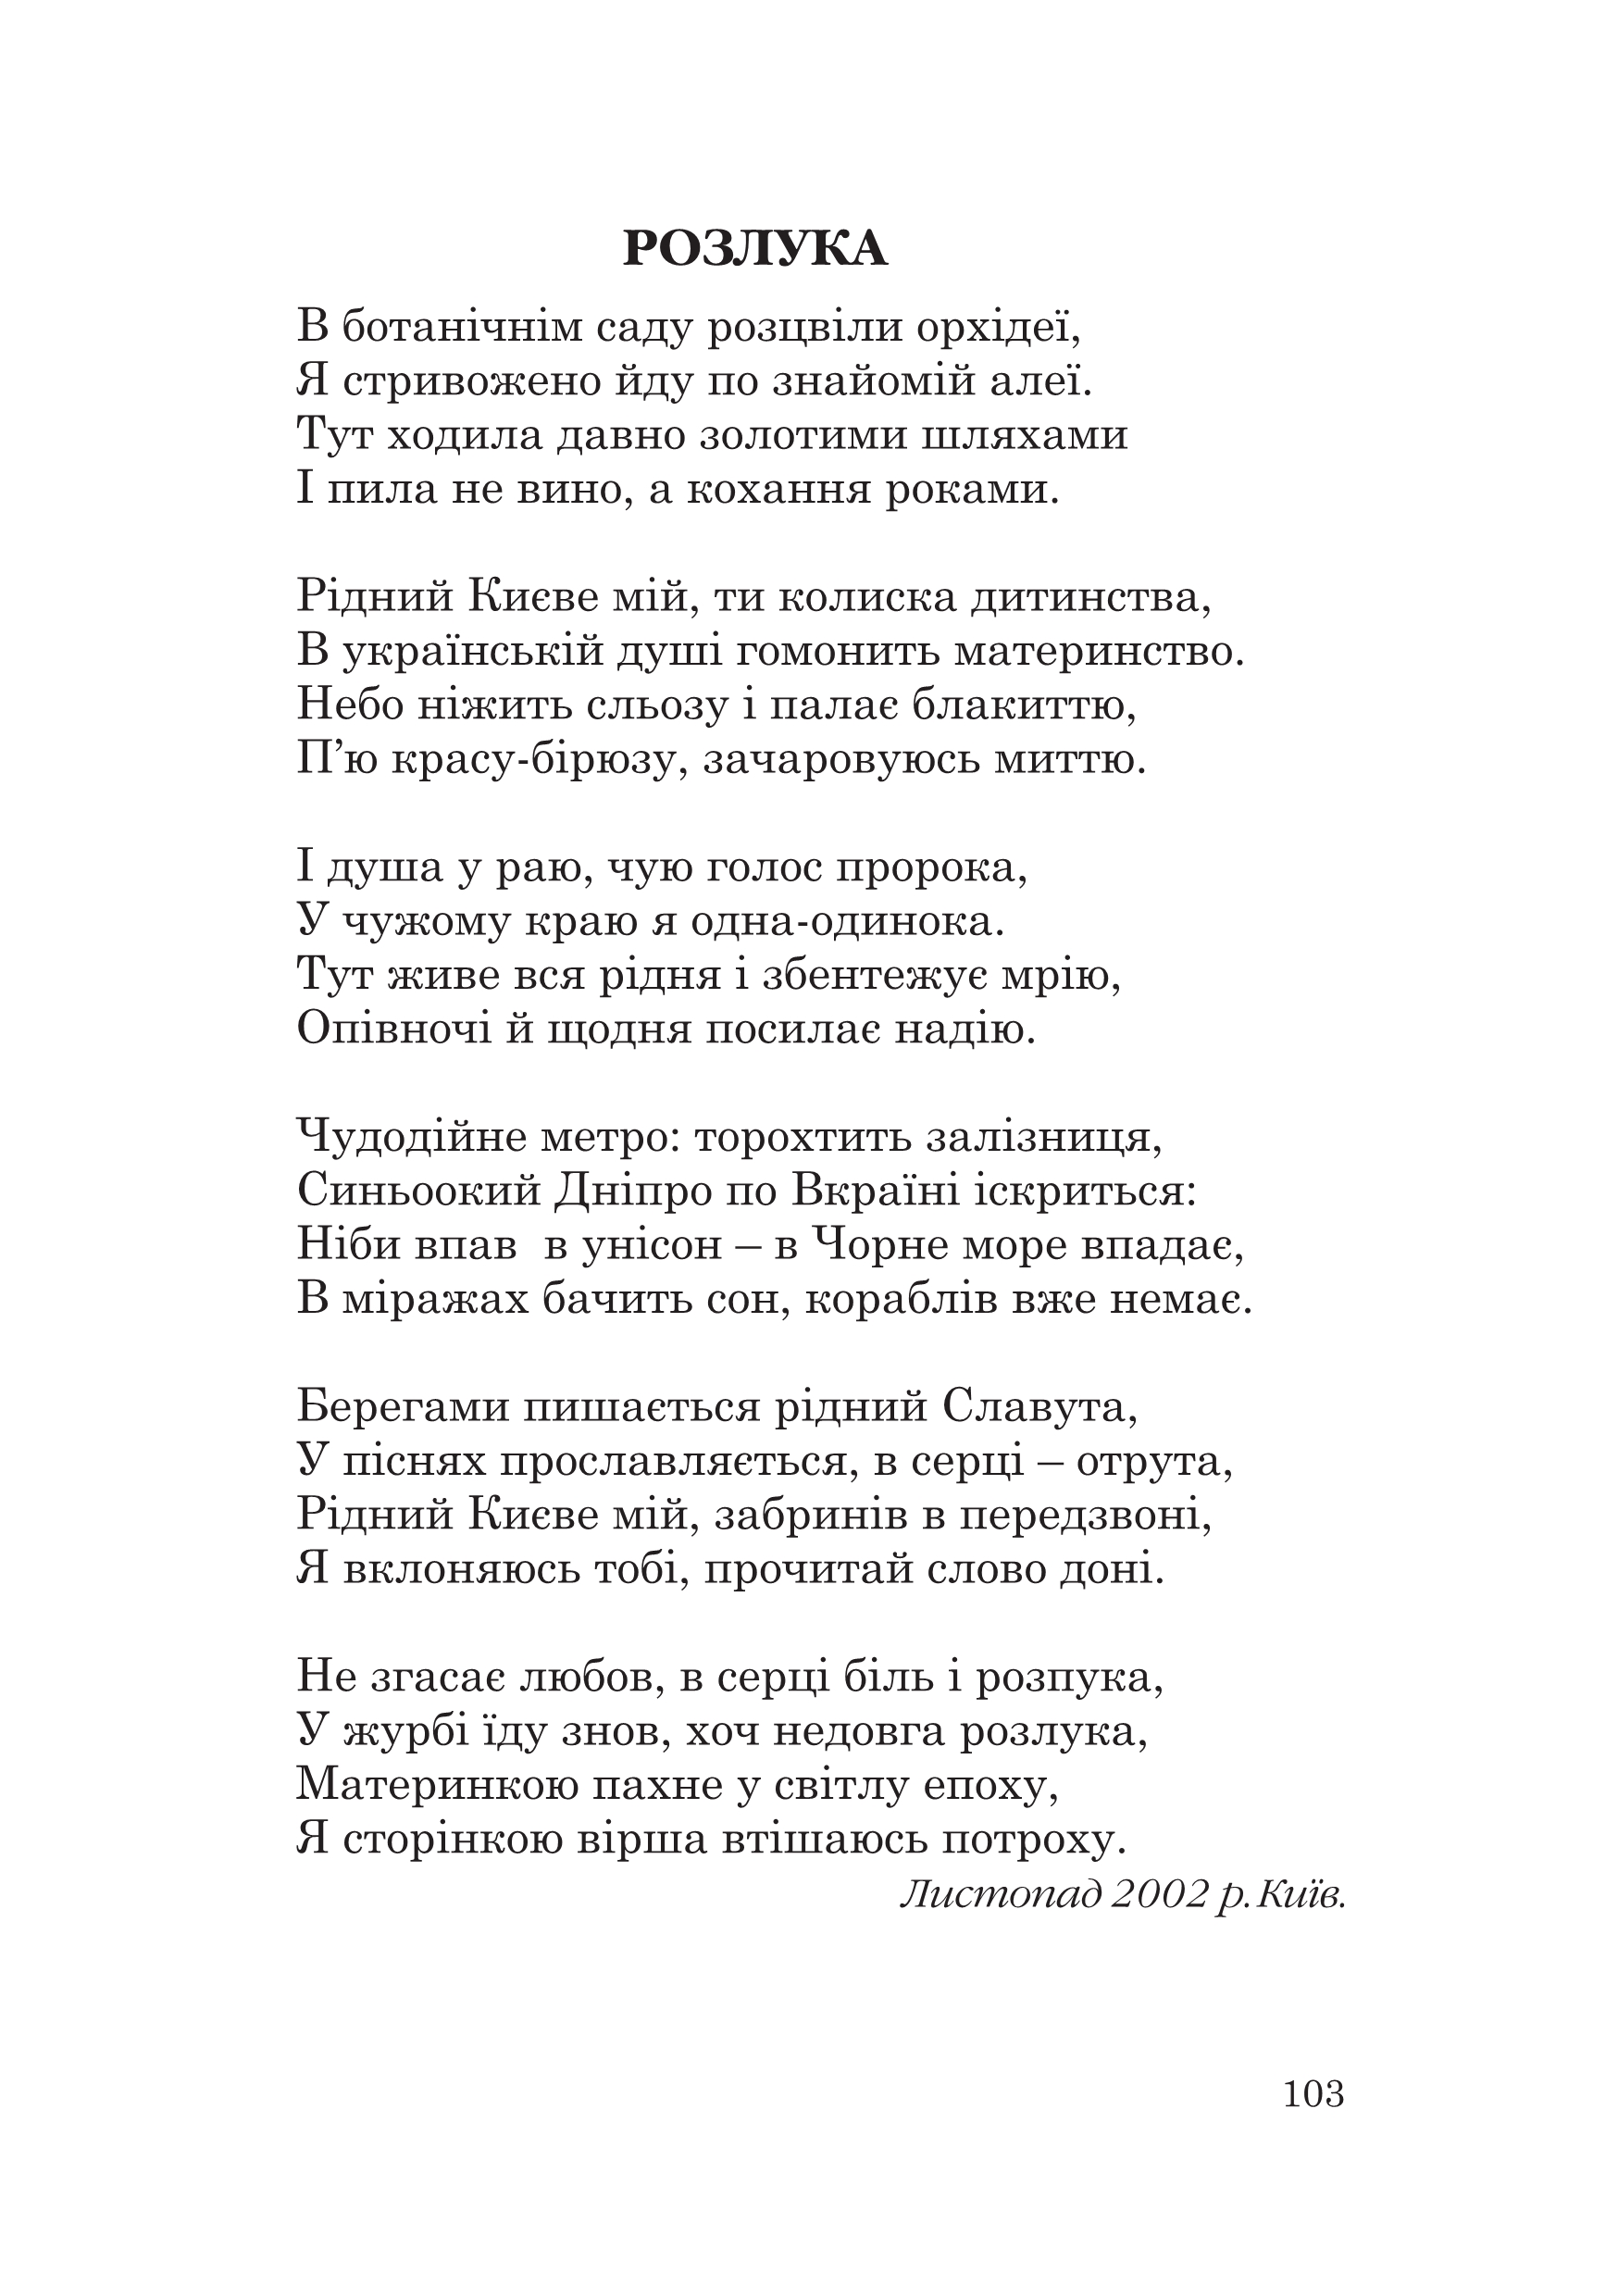 РОЗЛУКА
В ботанічнім саду розцвіли орхідеї,
Я стривожено йду по знайомій алеї.
Тут ходила давно золотими шляхами
І пила не вино, а кохання роками.
Рідний Києве мій, ти колиска дитинства,
В українській душі гомонить материнство.
Небо ніжить сльозу і палає блакиттю,
П’ю красу-бірюзу, зачаровуюсь миттю.
І душа у раю, чую голос пророка,
У чужому краю я одна-одинока.
Тут живе вся рідня і збентежує мрію,
Опівночі й щодня посилає надію.
Чудодійне метро: торохтить залізниця,
Синьоокий Дніпро по Вкраїні іскриться:
Ніби впав  в унісон – в Чорне море впадає,
В міражах бачить сон, кораблів вже немає.
Берегами пишається рідний Славута,
У піснях прославляється, в серці – отрута,
Рідний Києве мій, забринів в передзвоні,
Я вклоняюсь тобі, прочитай слово доні.
Не згасає любов, в серці біль і розпука,
У журбі їду знов, хоч недовга розлука,
Материнкою пахне у світлу епоху,
Я сторінкою вірша втішаюсь потроху.
Листопад 2002 р. Київ.
103